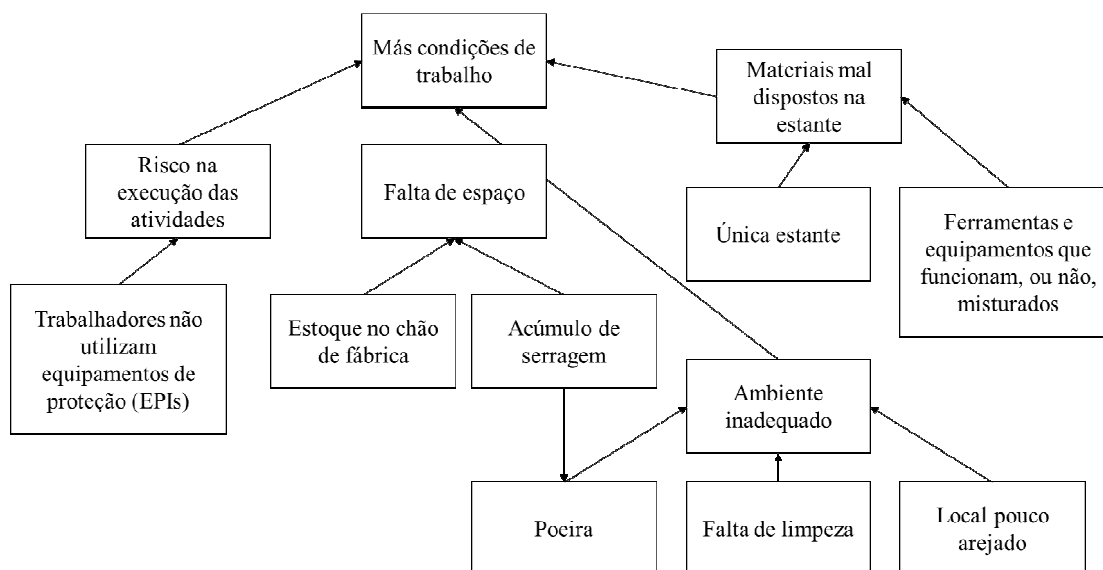 Más condições de
trabalho
Materiais mal
dispostos na
estante
Risco na
execução das
atividades
Falta de espaço
Única estante
Ferramentas e
equipamentos que
funcionam, ou não,
misturados
Trabalhadores não
utilizam
equipamentos de
proteção (EPIs)
Estoque no chão
de fábrica
Acúmulo de
serragem
Ambiente
inadequado
Poeira
Falta de limpeza
Local pouco
arejado